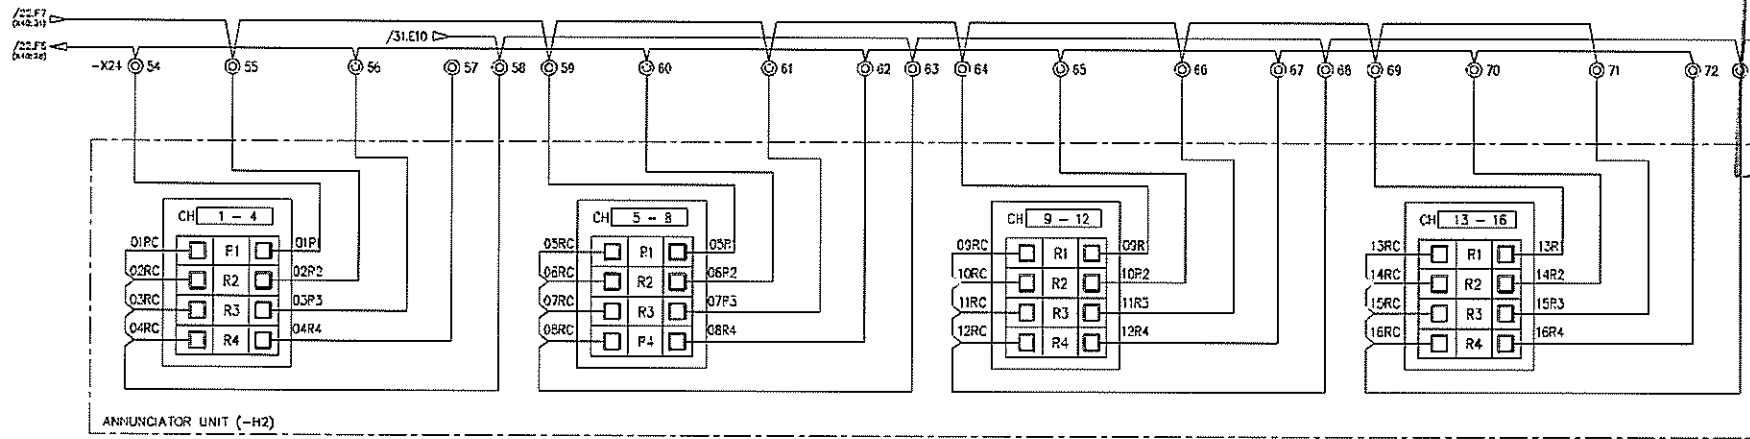 /22.F7
/31.E10
/22.F6
-X24 54 55 56 57 58 59 60 61 62 63 64 65 66 67 68 69 70 71 72
CH 1 - 4
CH 5 - 8
CH 9 - 12
CH 13 - 16
01RC R1 01R1
05RC R1 05R1
09RC R1 09R1
13RC R1 13R1
02RC R2 02R2
06RC R2 06R2
10RC R2 10R2
14RC R2 14R2
03RC R3 03R3
07RC R3 07R3
11RC R3 11R3
15RC R3 15R3
04RC R4 04R4
08RC R4 08R4
12RC R4 12R4
16RC R4 16R4
ANNUNCIATOR UNIT (-H2)